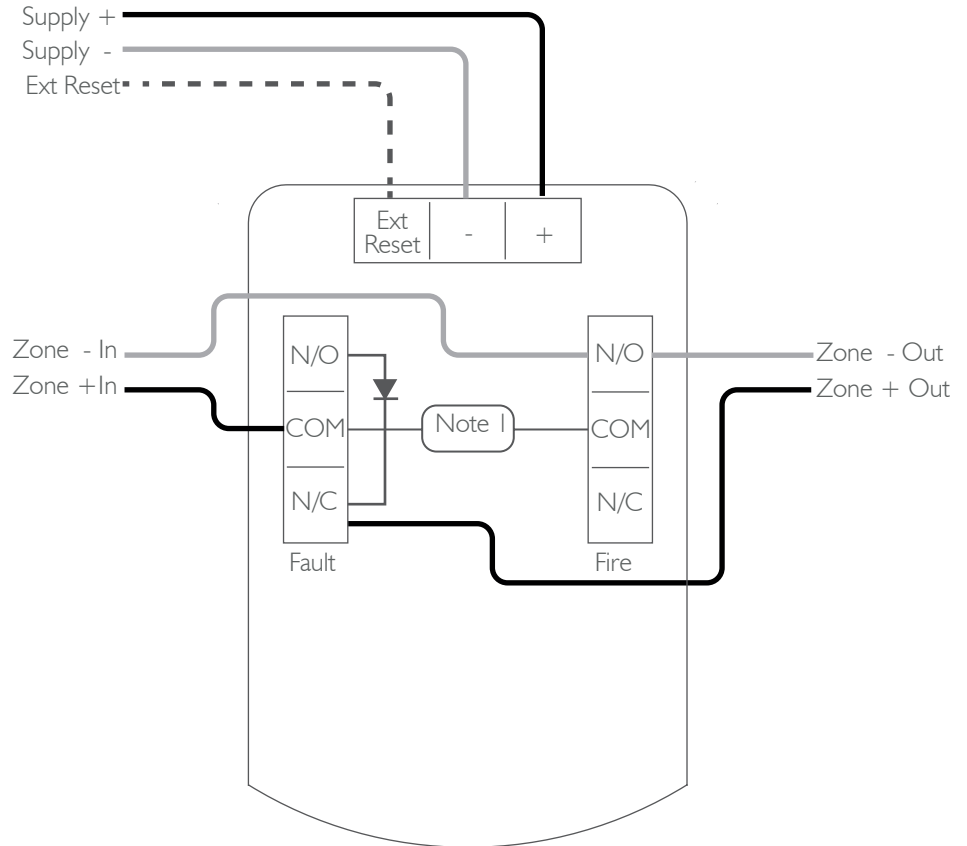 Supply +
Supply -
Ext Reset
Ext
Reset
-
+
Zone - In
Zone +In
N/O
COM
N/C
Fault
Note 1
N/O
COM
N/C
Fire
Zone - Out
Zone + Out